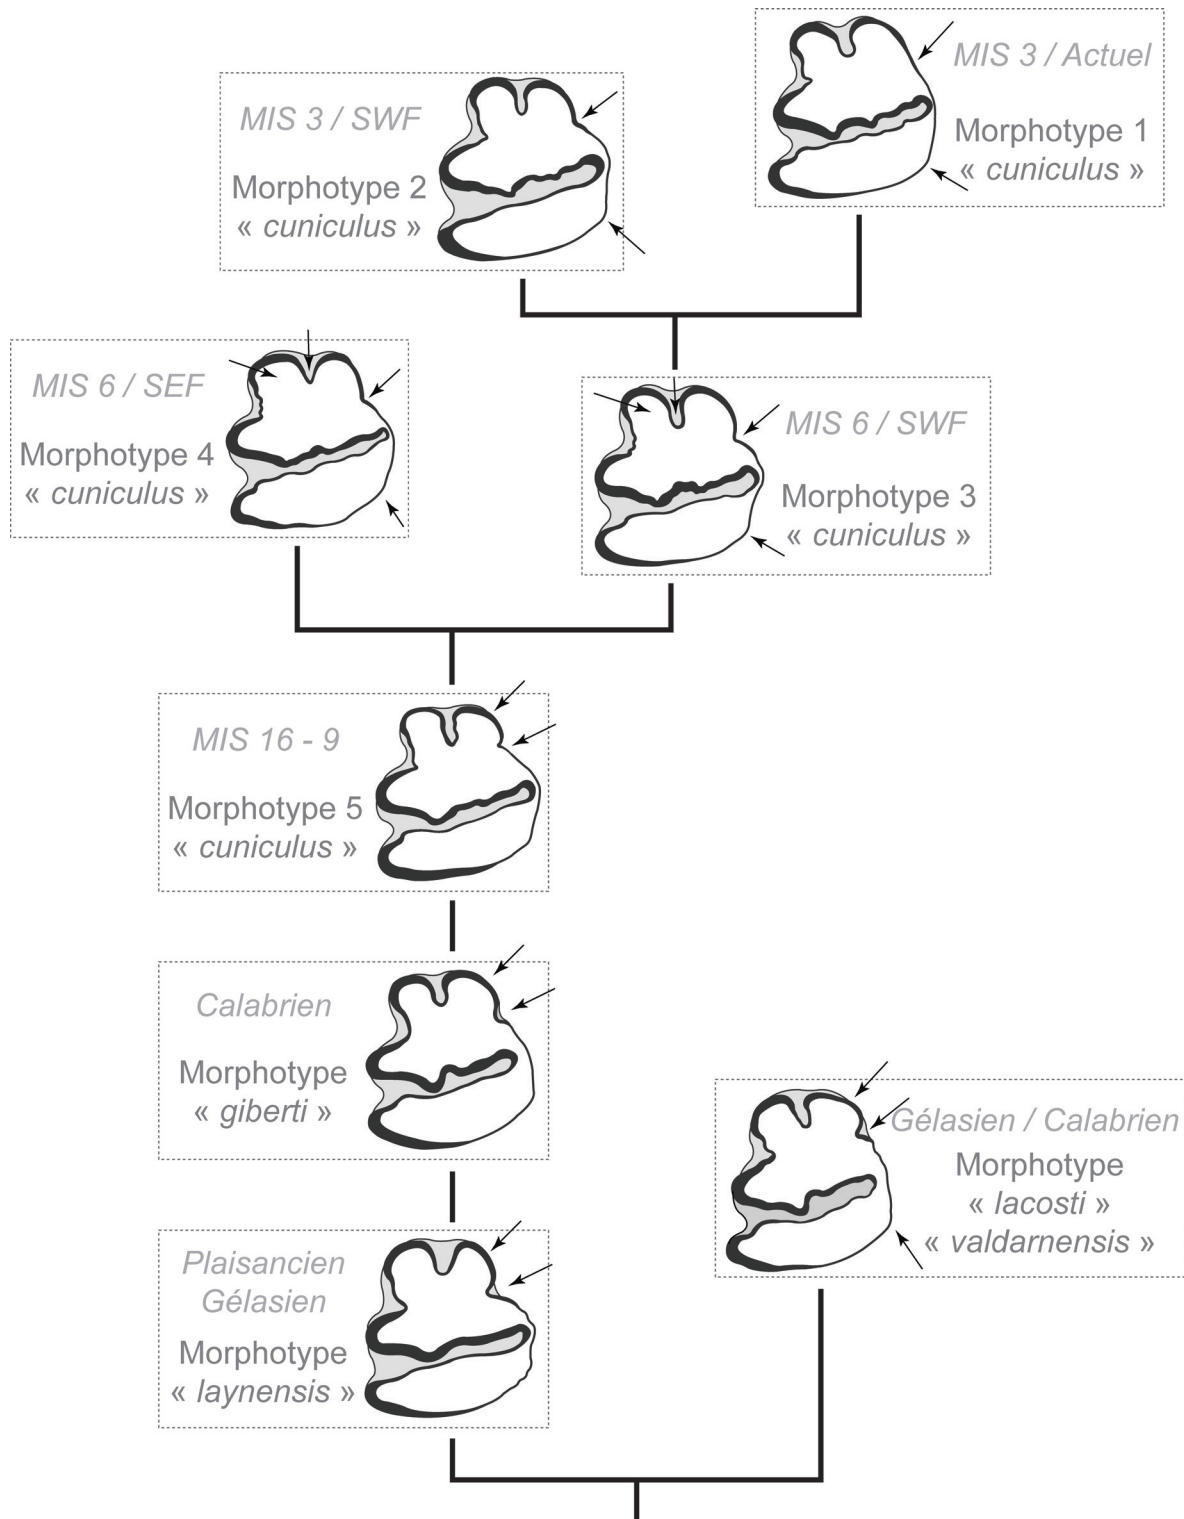 MIS 3 / Actuel
Morphotype 1
« cuniculus »
MIS 3 / SWF
Morphotype 2
« cuniculus »
MIS 6 / SEF
Morphotype 4
« cuniculus »
MIS 6 / SWF
Morphotype 3
« cuniculus »
MIS 16 - 9
Morphotype 5
« cuniculus »
Calabrien
Morphotype
« giberti »
Gélasien / Calabrien
Morphotype
« lacosti »
« valdarnensis »
Plaisancien
Gélasien
Morphotype
« laynensis »